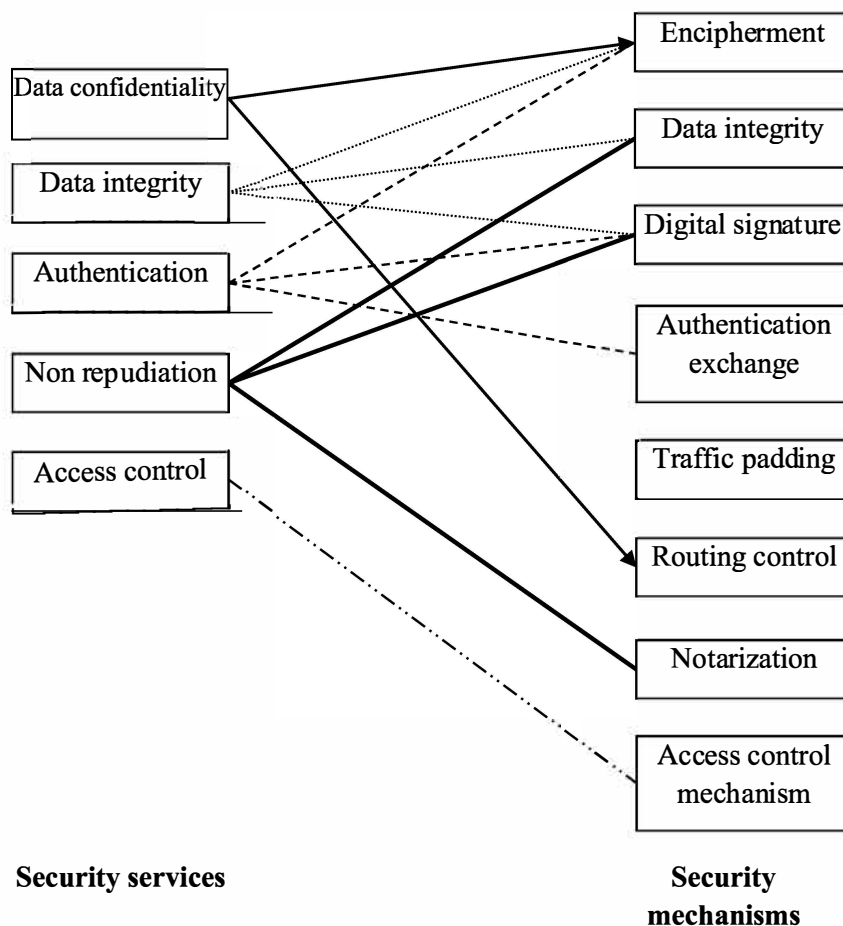 Data confidentiality
Data integrity
Authentication
Non repudiation
Access control
Security services
Encipherment
Data integrity
Digital signature
Authentication
exchange
Traffic padding
Routing control
Notarization
Access control
mechanism
Security
mechanisms